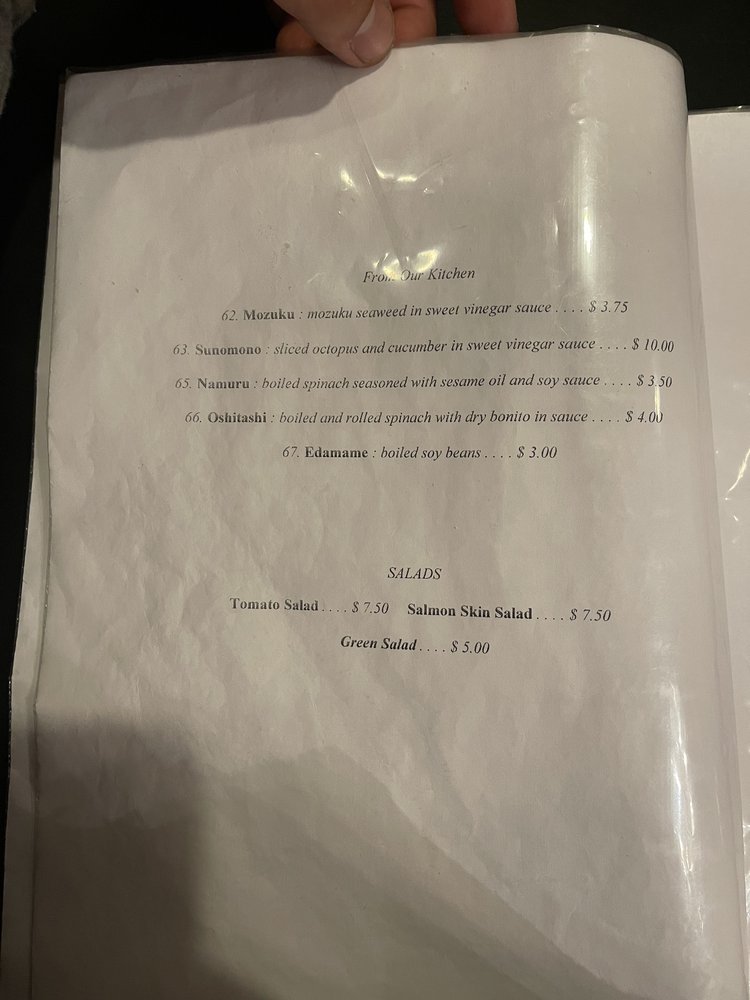 From Our Kitchen
62. Mozuku : mozuku seaweed in sweet vinegar sauce . . . . $ 3.75
63. Sunomono : sliced octopus and cucumber in sweet vinegar sauce . . . . $ 10.00
65. Namuru : boiled spinach seasoned with sesame oil and soy sauce . . . . $ 3.50
66. Oshitashi : boiled and rolled spinach with dry bonito in sauce . . . . $ 4.00
67. Edamame : boiled soy beans . . . . $ 3.00
SALADS
Tomato Salad . . . . $ 7.50 Salmon Skin Salad . . . . $ 7.50
Green Salad . . . . $ 5.00